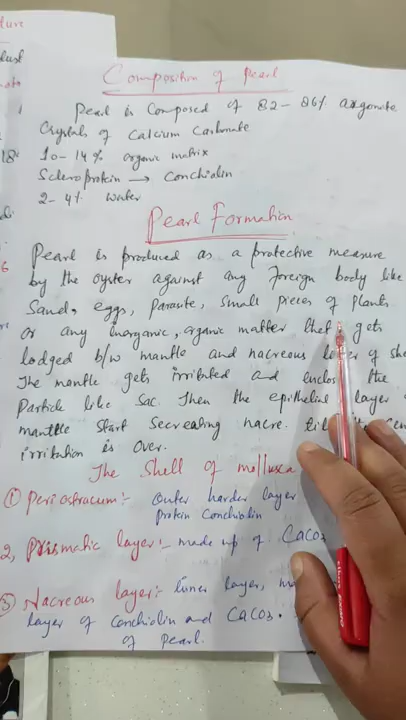 Composition of Pearl
Pearl is Composed of 82-86% aragonate
Crystals of Calcium Carbonate
10-14% organic matrix
Scleroprotein → Conchiolin
2-4% water
Pearl Formation
Pearl is produced as a protective measure
by the oyster against any Foreign body like
Sand, eggs, Parasite, Small pieces of plants
or any inorganic, organic matter that gets
lodged b/w mantle and nacreous layer of
The mantle gets irritated and the
Particle like Sac. Then the epithelial layer
mantle Start Secreating nacre.
irritation is over.
The Shell of mollusca
① Periostracum:- outer harder layer
protein Conchiolin
2, Prismatic layer:- made up of CaCO3
③ Nacreous layer:- inner layer,
layer of Conchiolin and CaCO3.
of pearl.